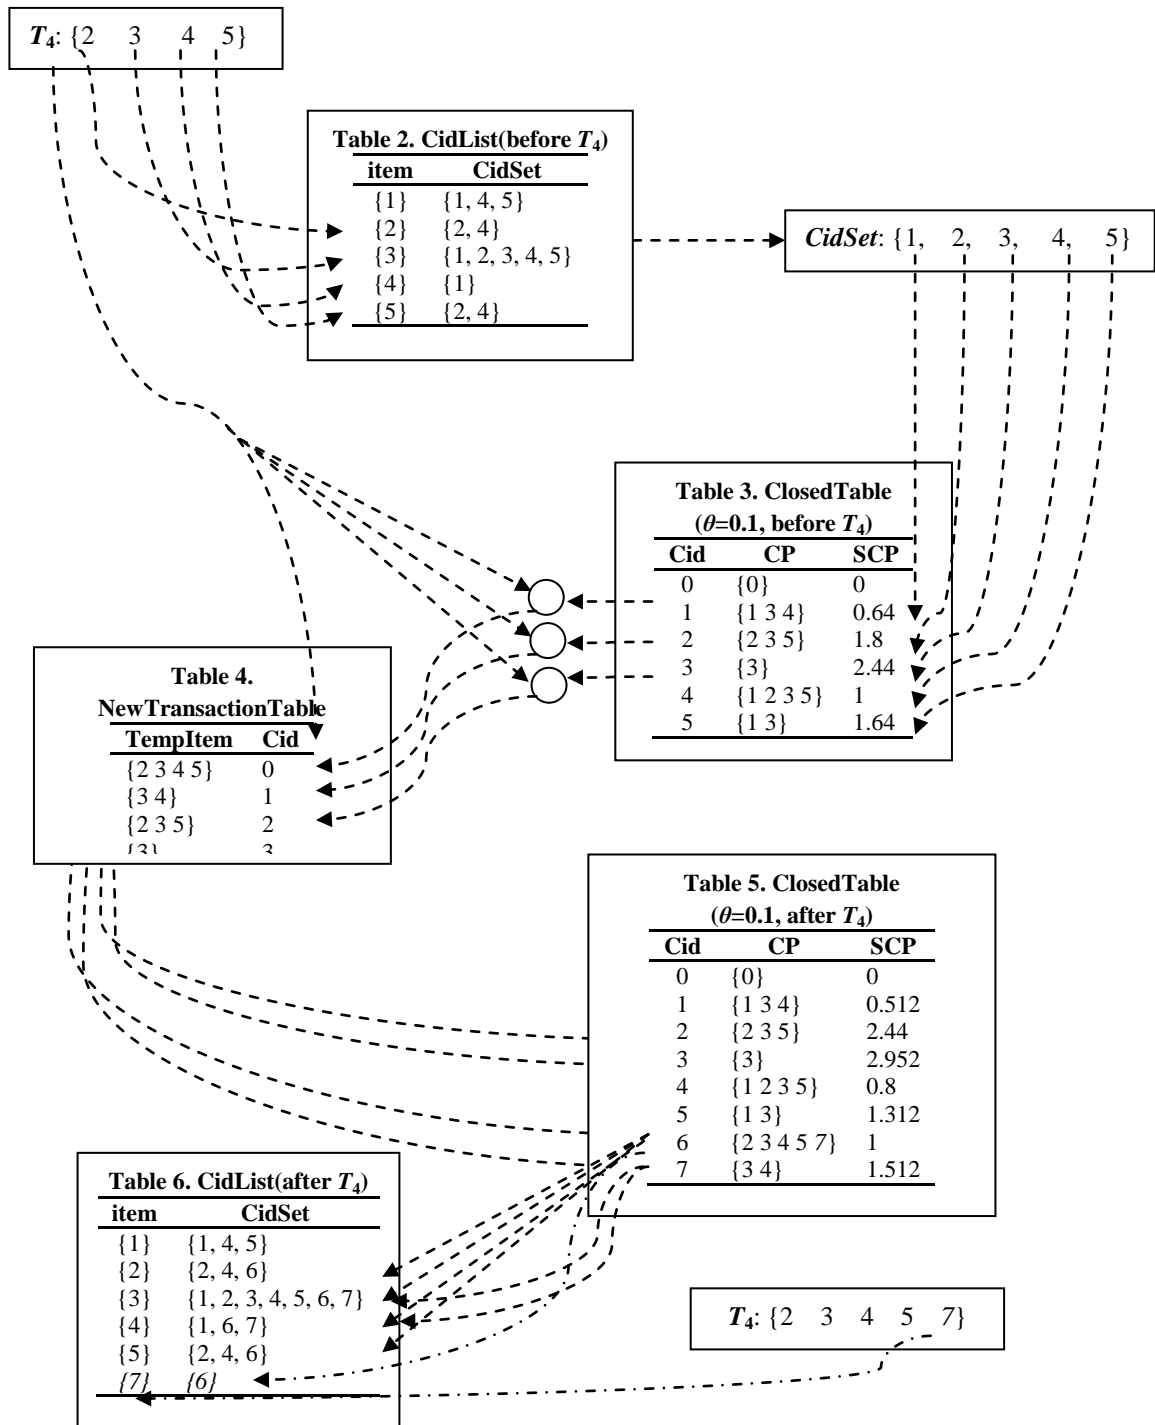 T4: {2 3 4 5}
Table 2. CidList(before T4)
item CidSet
{1} {1, 4, 5}
{2} {2, 4}
{3} {1, 2, 3, 4, 5}
{4} {1}
{5} {2, 4}
CidSet: {1, 2, 3, 4, 5}
Table 3. ClosedTable
(θ=0.1, before T4)
Cid CP SCP
0 {0} 0
1 {1 3 4} 0.64
2 {2 3 5} 1.8
3 {3} 2.44
4 {1 2 3 5} 1
5 {1 3} 1.64
Table 4.
NewTransactionTable
TempItem Cid
{2 3 4 5} 0
{3 4} 1
{2 3 5} 2
{3} 3
Table 5. ClosedTable
(θ=0.1, after T4)
Cid CP SCP
0 {0} 0
1 {1 3 4} 0.512
2 {2 3 5} 2.44
3 {3} 2.952
4 {1 2 3 5} 0.8
5 {1 3} 1.312
6 {2 3 4 5 7} 1
7 {3 4} 1.512
Table 6. CidList(after T4)
item CidSet
{1} {1, 4, 5}
{2} {2, 4, 6}
{3} {1, 2, 3, 4, 5, 6, 7}
{4} {1, 6, 7}
{5} {2, 4, 6}
{7} {6}
T4: {2 3 4 5 7}